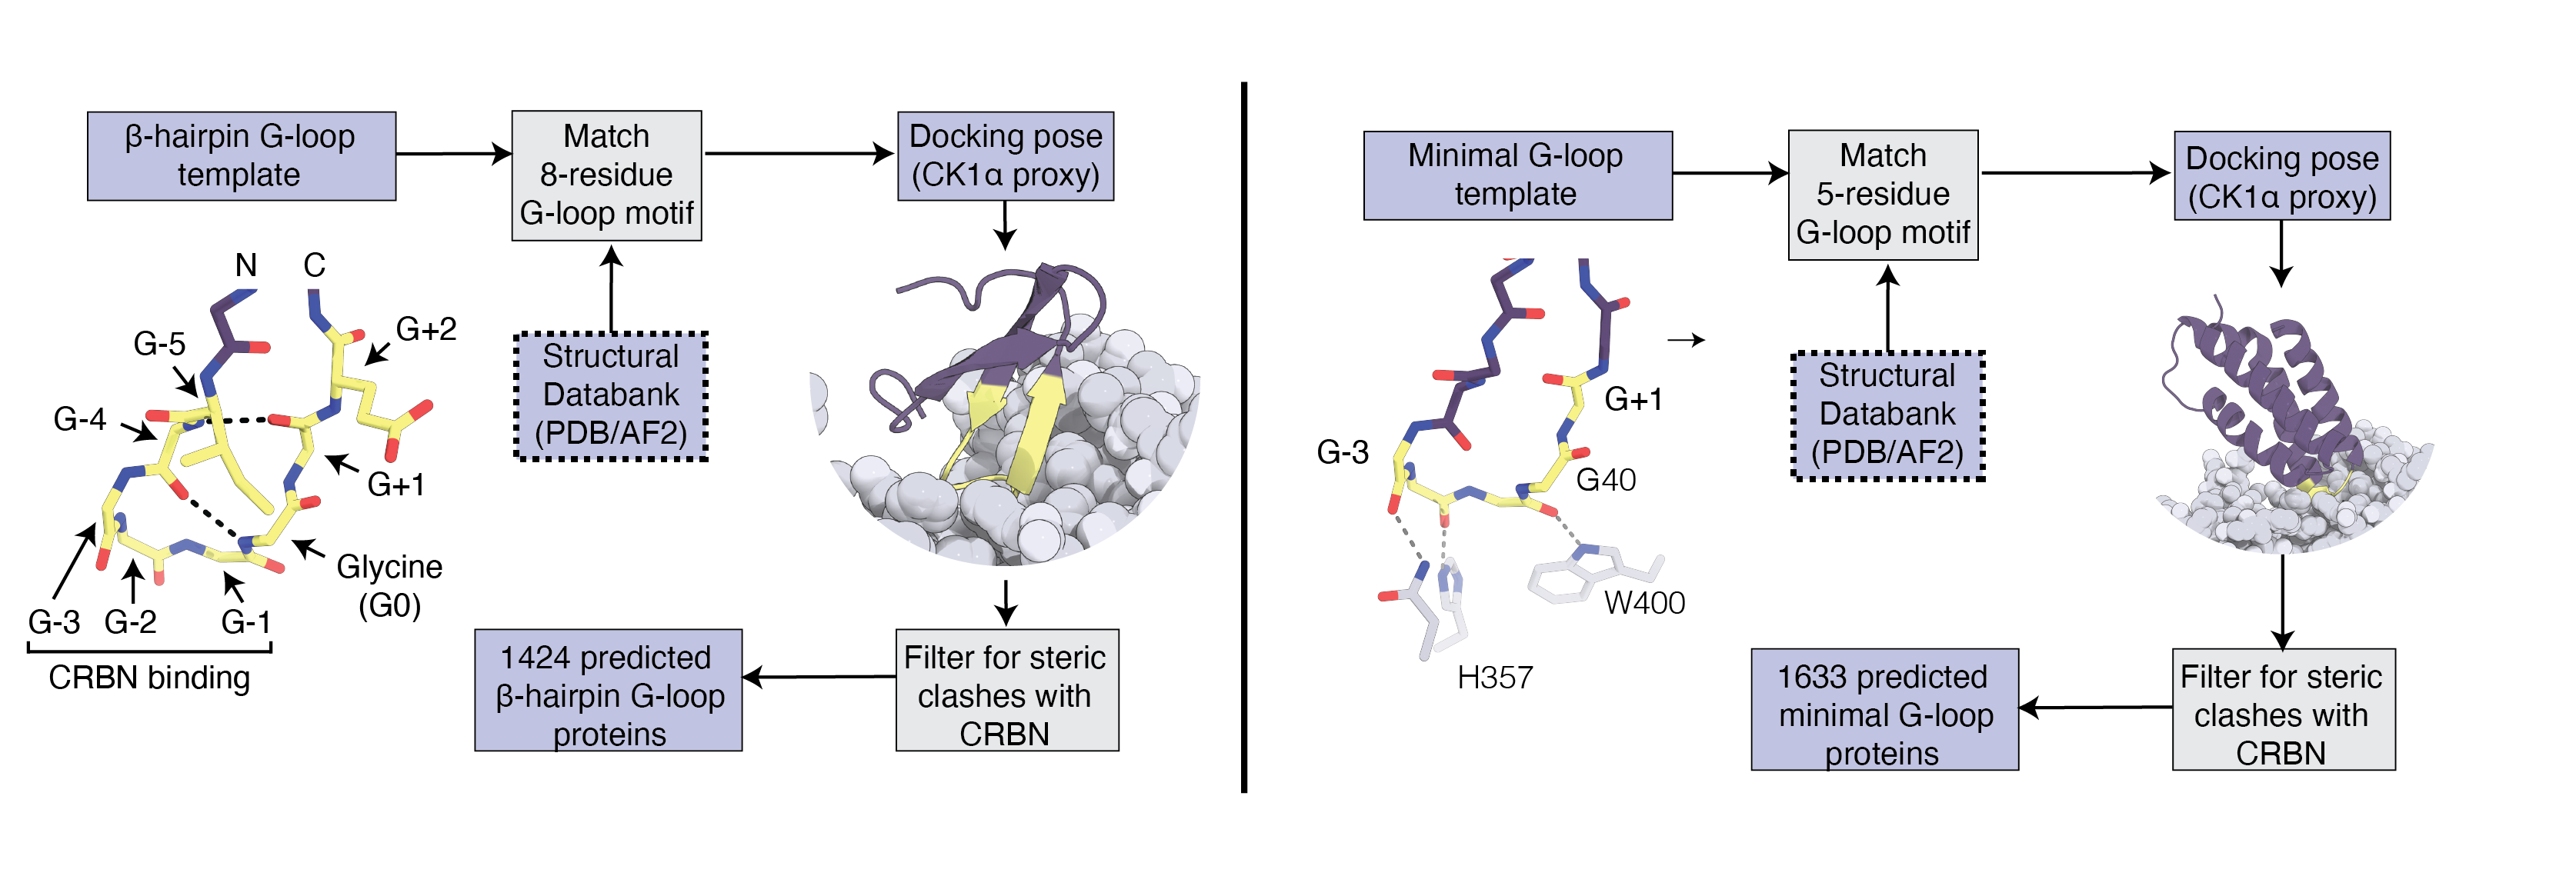 β-hairpin G-loop
template
Match
8-residue
G-loop motif
Docking pose
(CK1α proxy)
N
C
G+2
G-5
G-4
G+1
Glycine
(G0)
G-3
G-2
G-1
CRBN binding
Structural
Databank
(PDB/AF2)
1424 predicted
β-hairpin G-loop
proteins
Filter for steric
clashes with
CRBN
Minimal G-loop
template
Match
5-residue
G-loop motif
Docking pose
(CK1α proxy)
G+1
G-3
G40
W400
H357
Structural
Databank
(PDB/AF2)
1633 predicted
minimal G-loop
proteins
Filter for steric
clashes with
CRBN